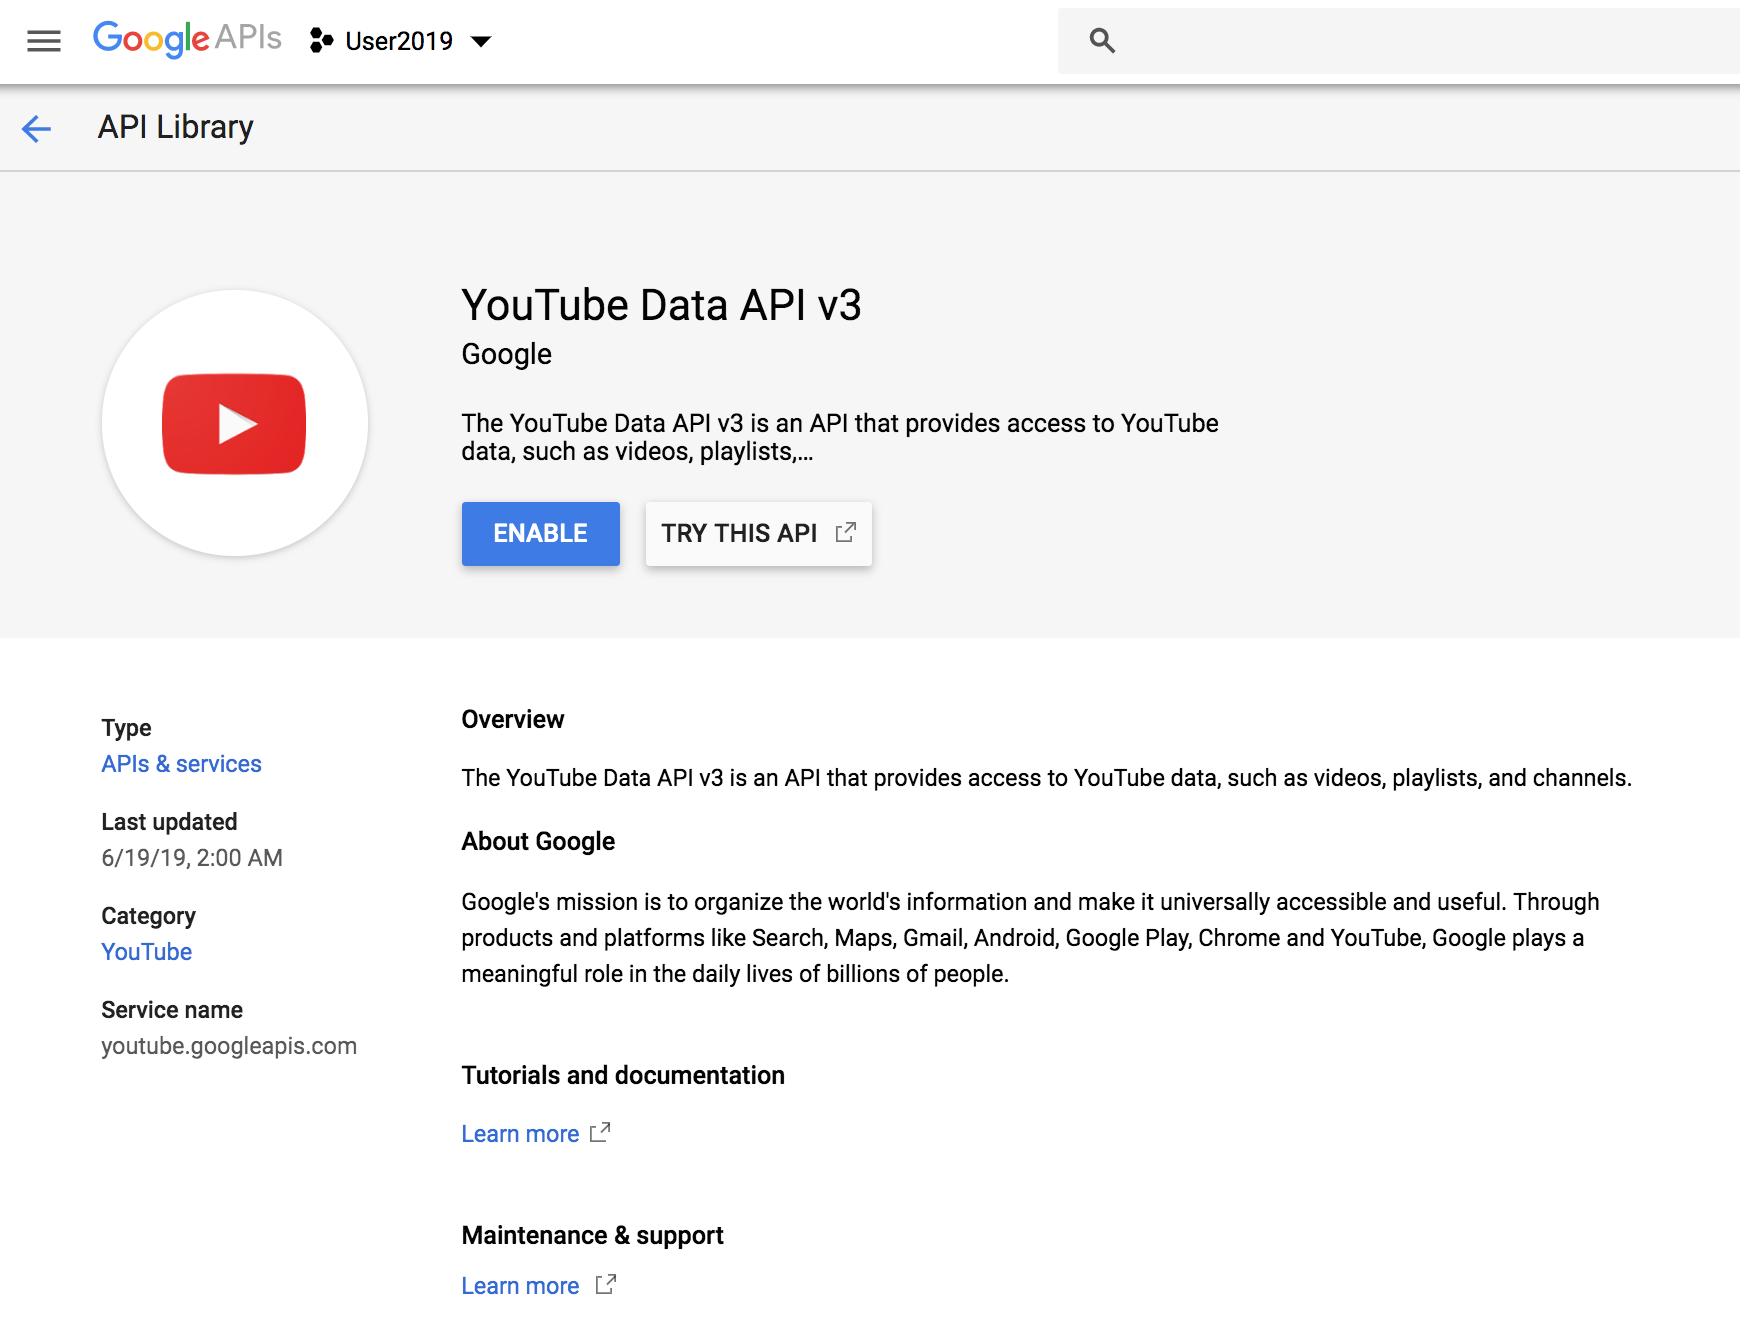 Google APIs User2019
API Library
YouTube Data API v3
Google
The YouTube Data API v3 is an API that provides access to YouTube
data, such as videos, playlists,...
ENABLE TRY THIS API
Type
APIs & services
Last updated
6/19/19, 2:00 AM
Category
YouTube
Service name
youtube.googleapis.com
Overview
The YouTube Data API v3 is an API that provides access to YouTube data, such as videos, playlists, and channels.
About Google
Google's mission is to organize the world's information and make it universally accessible and useful. Through
products and platforms like Search, Maps, Gmail, Android, Google Play, Chrome and YouTube, Google plays a
meaningful role in the daily lives of billions of people.
Tutorials and documentation
Learn more
Maintenance & support
Learn more